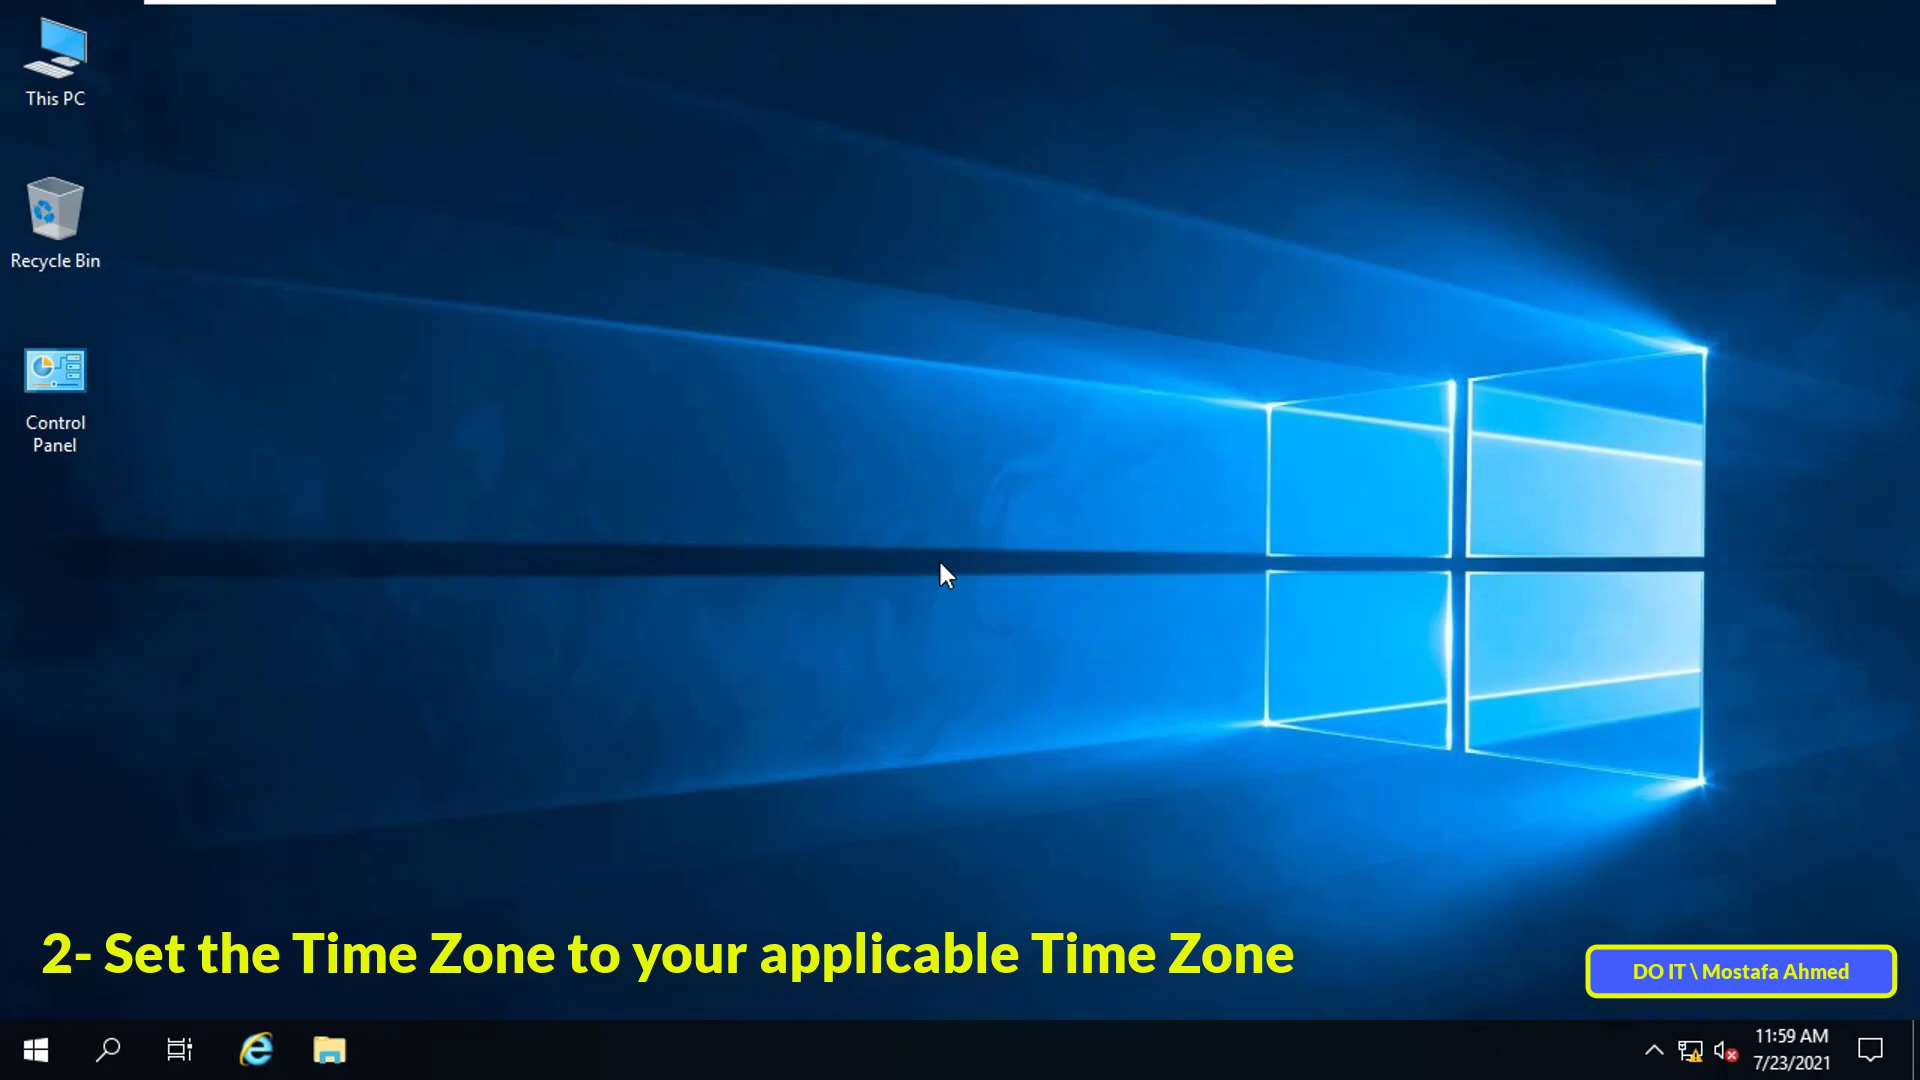 This PC
Recycle Bin
Control
Panel
2- Set the Time Zone to your applicable Time Zone
DO IT \ Mostafa Ahmed
11:59 AM
7/23/2021